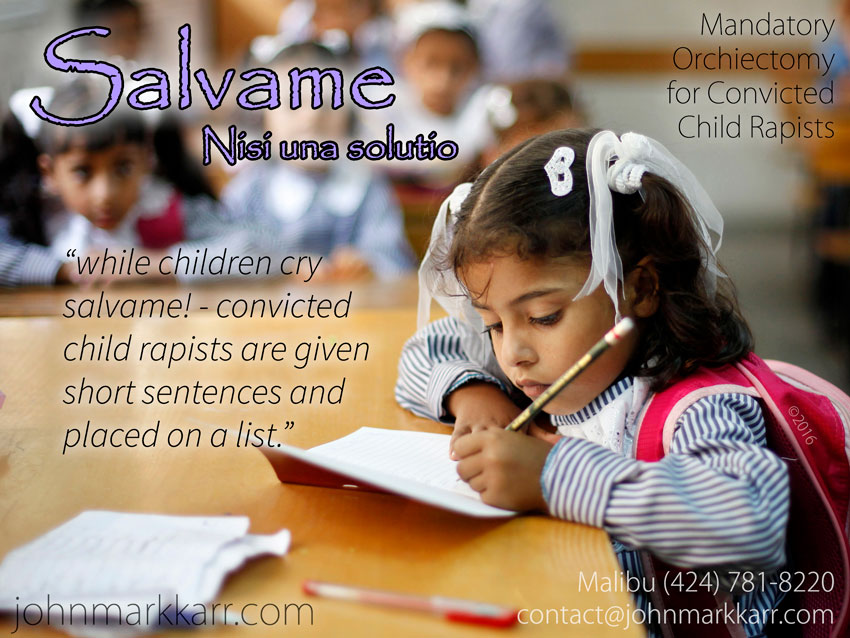 Salvame
Nisi una solutio
Mandatory
Orchiectomy
for Convicted
Child Rapists
“while children cry
salvame! - convicted
child rapists are given
short sentences and
placed on a list.”
©2016
Malibu (424) 781-8220
johnmarkkarr.com
contact@johnmarkkarr.com